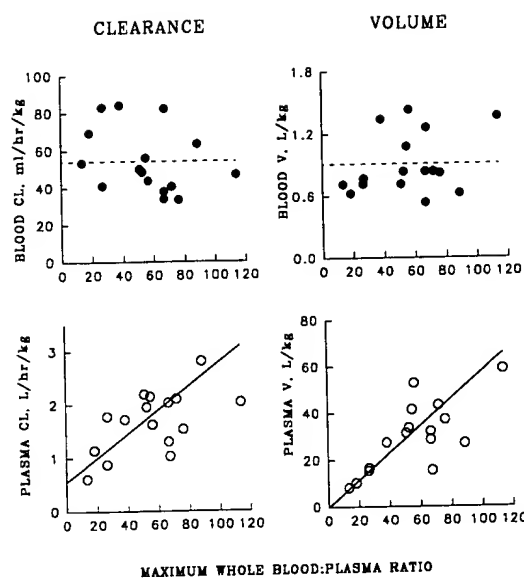 CLEARANCE
VOLUME
BLOOD CL, ml/hr/kg
100
80
60
40
20
0
0 20 40 60 80 100 120
BLOOD V, L/kg
1.8
1.2
0.6
0.0
0 20 40 60 80 100 120
PLASMA CL, L/hr/kg
3
2
1
0
0 20 40 60 80 100 120
PLASMA V, L/kg
80
60
40
20
0
0 20 40 60 80 100 120
MAXIMUM WHOLE BLOOD:PLASMA RATIO